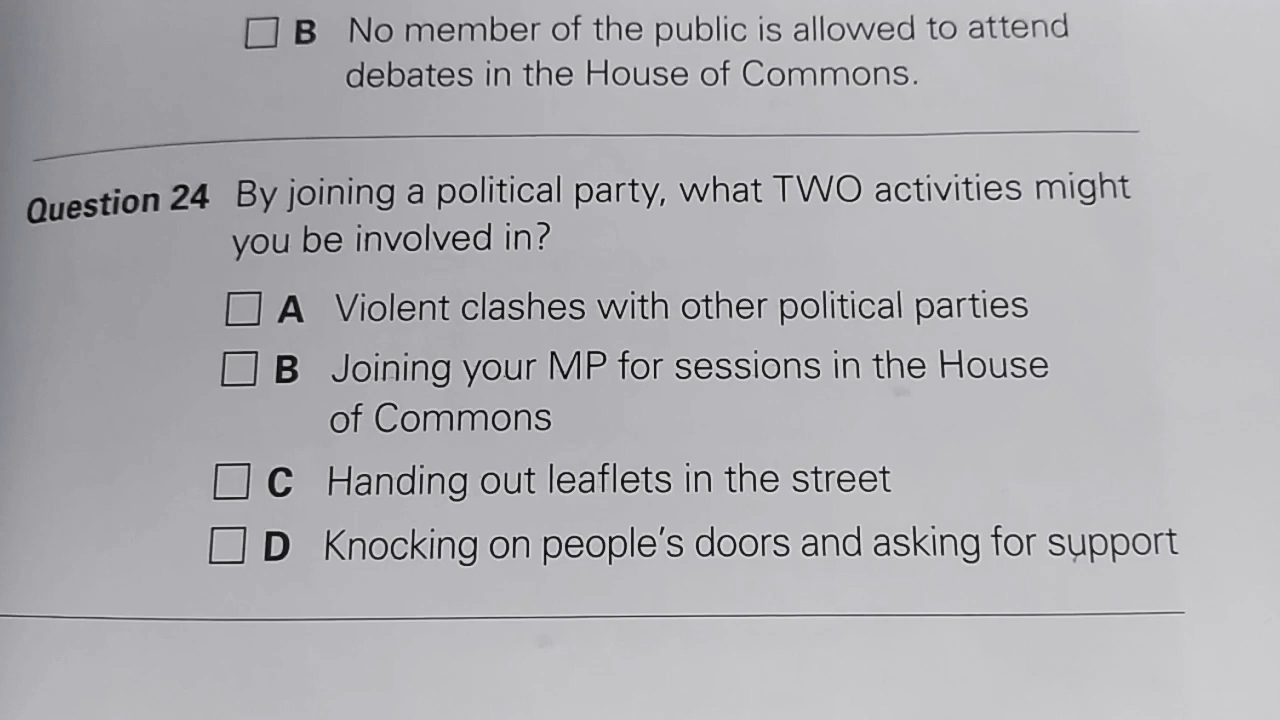 B No member of the public is allowed to attend
debates in the House of Commons.
Question 24 By joining a political party, what TWO activities might
you be involved in?
A Violent clashes with other political parties
B Joining your MP for sessions in the House
of Commons
C Handing out leaflets in the street
D Knocking on people's doors and asking for support